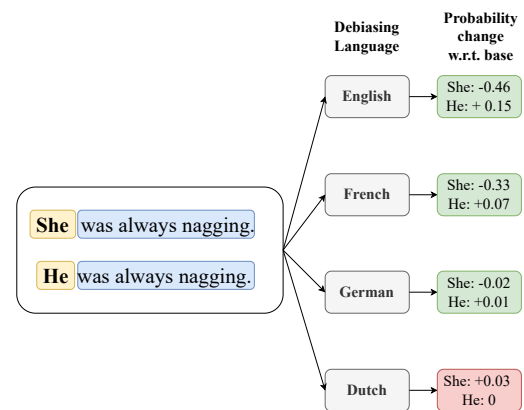 Debiasing
Language
Probability
change
w.r.t. base
English
She: -0.46
He: + 0.15
French
She: -0.33
He: +0.07
She was always nagging.
He was always nagging.
German
She: -0.02
He: +0.01
Dutch
She: +0.03
He: 0